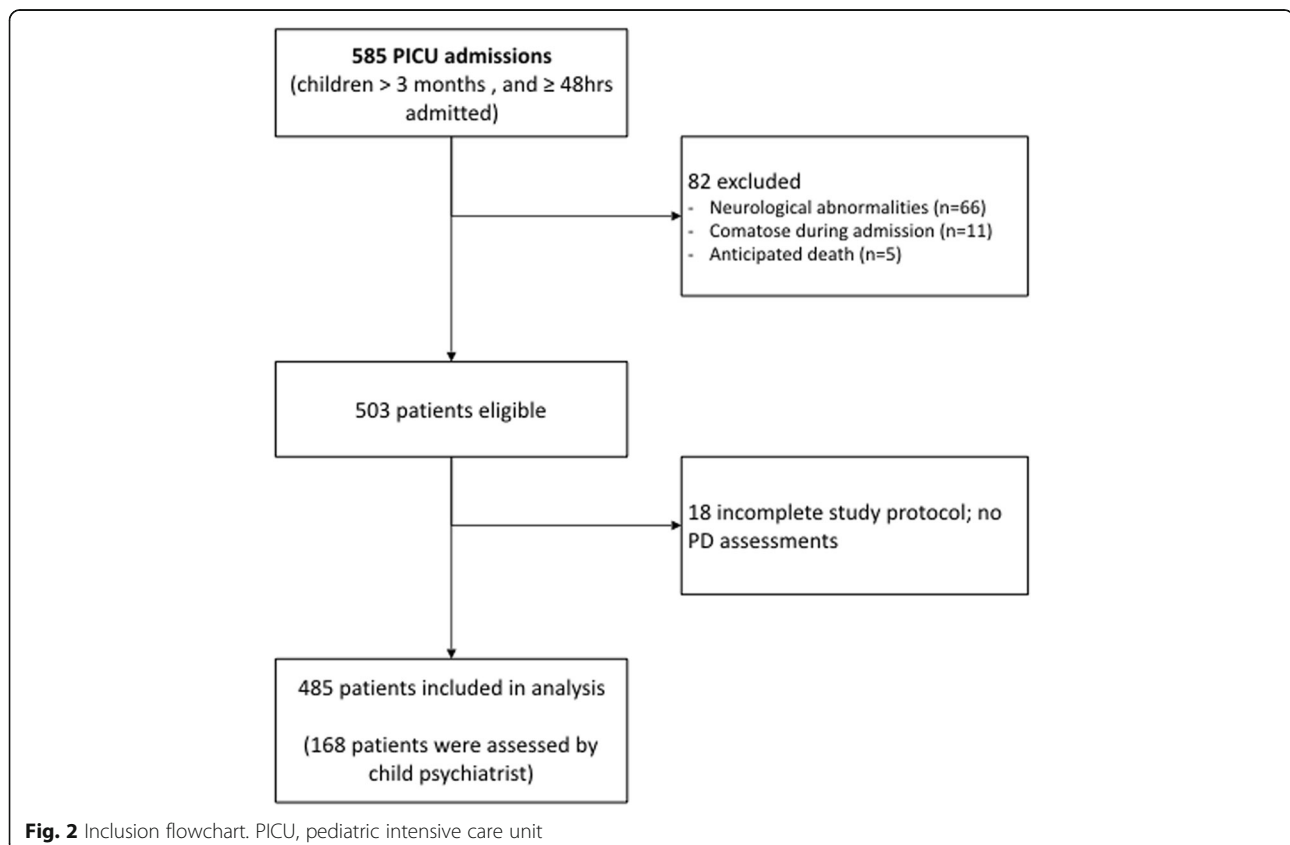 585 PICU admissions
(children > 3 months , and ≥ 48hrs
admitted)
82 excluded
- Neurological abnormalities (n=66)
- Comatose during admission (n=11)
- Anticipated death (n=5)
503 patients eligible
18 incomplete study protocol; no
PD assessments
485 patients included in analysis
(168 patients were assessed by
child psychiatrist)
Fig. 2 Inclusion flowchart. PICU, pediatric intensive care unit